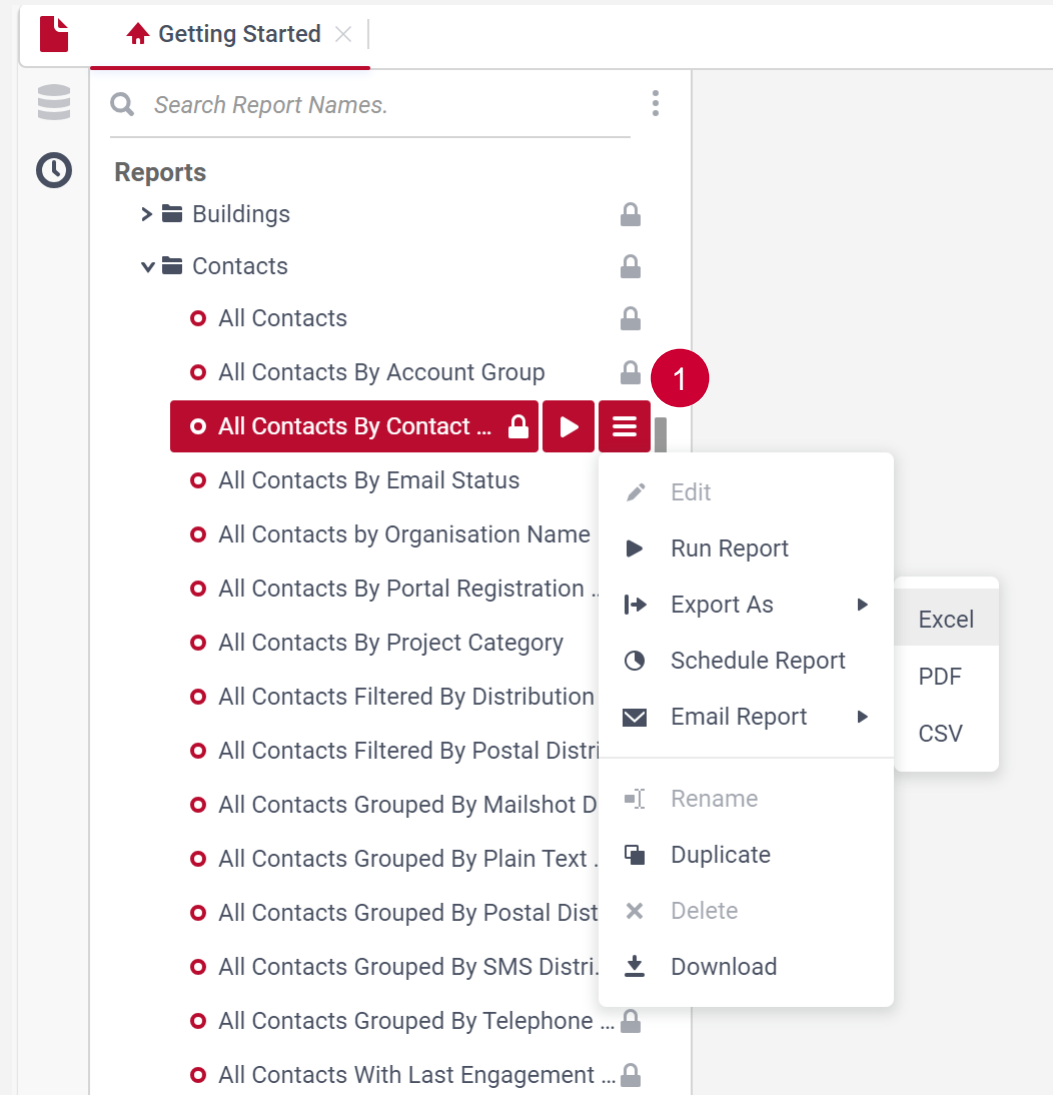 Getting Started
Search Report Names.
Reports
Buildings
Contacts
All Contacts
All Contacts By Account Group
1
All Contacts By Contact ...
All Contacts By Email Status
Edit
All Contacts by Organisation Name
Run Report
All Contacts By Portal Registration ..
Export As
Excel
All Contacts By Project Category
Schedule Report
PDF
All Contacts Filtered By Distribution
Email Report
CSV
All Contacts Filtered By Postal Distri
All Contacts Grouped By Mailshot D
Rename
All Contacts Grouped By Plain Text .
Duplicate
All Contacts Grouped By Postal Dist
Delete
All Contacts Grouped By SMS Distri.
Download
All Contacts Grouped By Telephone ...
All Contacts With Last Engagement ...